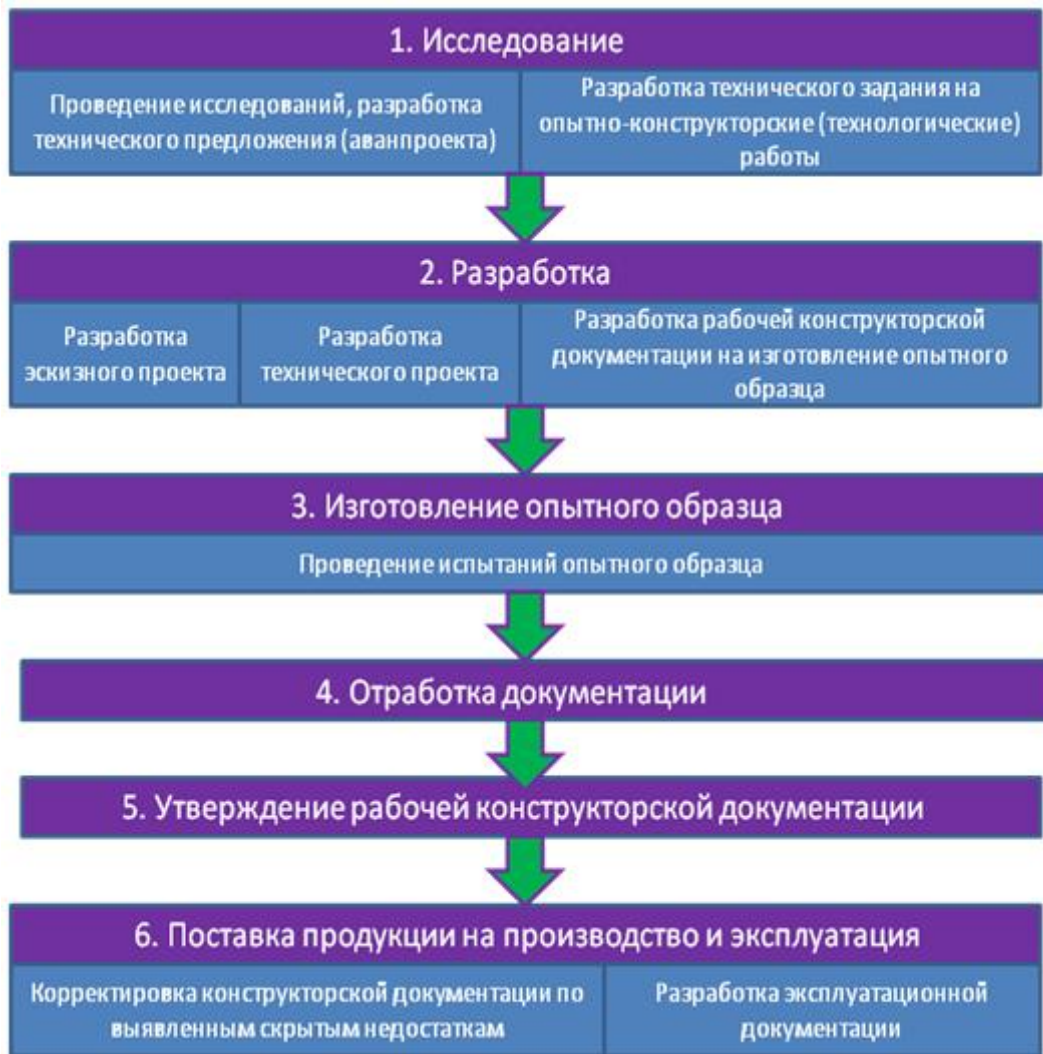 1. Исследование
Проведение исследований, разработка
технического предложения (аванпроекта)
Разработка технического задания на
опытно-конструкторские (технологические)
работы
2. Разработка
Разработка
эскизного проекта
Разработка
технического проекта
Разработка рабочей конструкторской
документации на изготовление опытного
образца
3. Изготовление опытного образца
Проведение испытаний опытного образца
4. Отработка документации
5. Утверждение рабочей конструкторской документации
6. Поставка продукции на производство и эксплуатация
Корректировка конструкторской документации по
выявленным скрытым недостаткам
Разработка эксплуатационной
документации